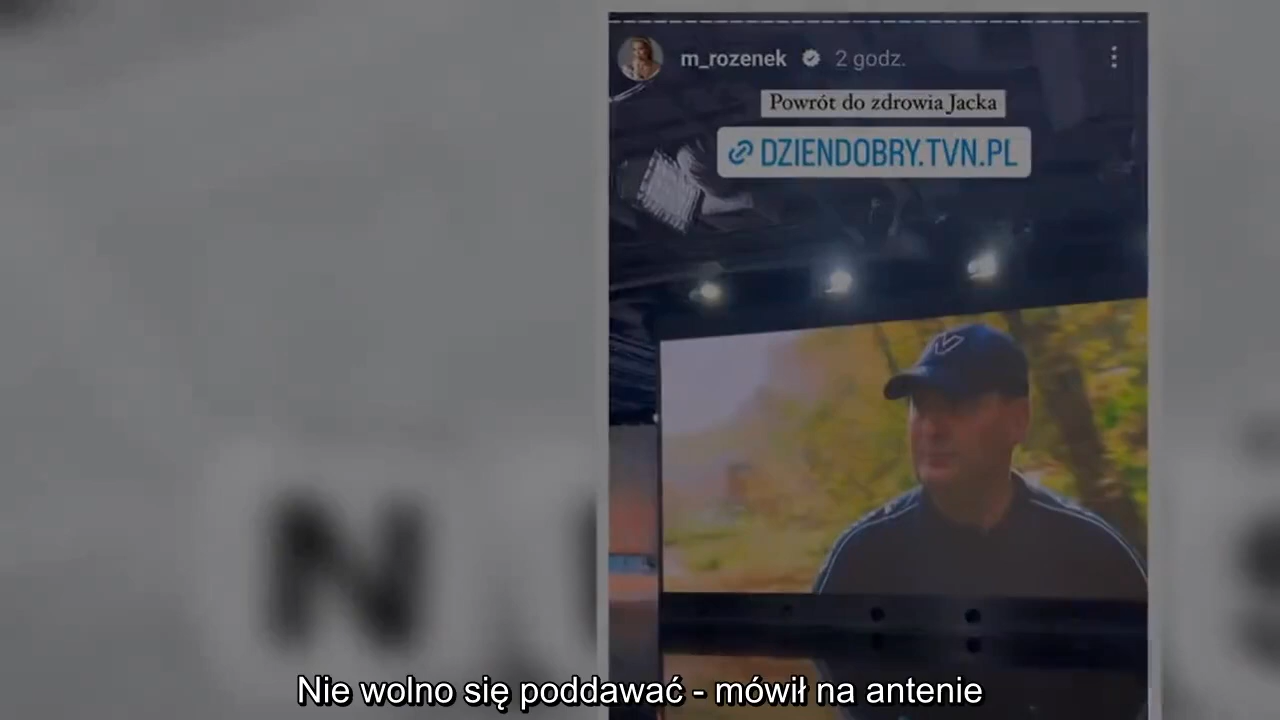 m_rozenek 2 godz.
Powrót do zdrowia Jacka
DZIENDOBRY.TVN.PL
N
Nie wolno się poddawać - mówił na antenie